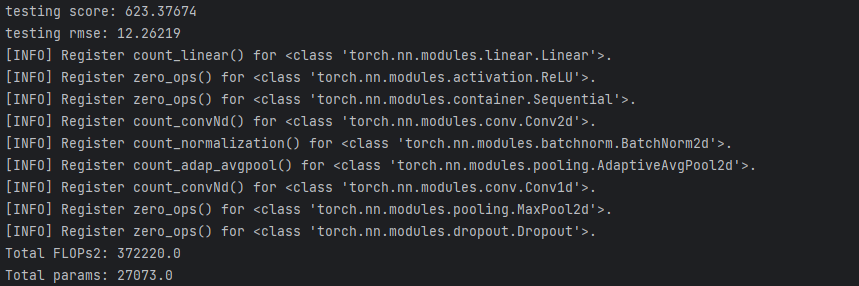 testing score: 623.37674
testing rmse: 12.26219
[INFO] Register count_linear() for <class 'torch.nn.modules.linear.Linear'>.
[INFO] Register zero_ops() for <class 'torch.nn.modules.activation.ReLU'>.
[INFO] Register zero_ops() for <class 'torch.nn.modules.container.Sequential'>.
[INFO] Register count_convNd() for <class 'torch.nn.modules.conv.Conv2d'>.
[INFO] Register count_normalization() for <class 'torch.nn.modules.batchnorm.BatchNorm2d'>.
[INFO] Register count_adap_avgpool() for <class 'torch.nn.modules.pooling.AdaptiveAvgPool2d'>.
[INFO] Register count_convNd() for <class 'torch.nn.modules.conv.Conv1d'>.
[INFO] Register zero_ops() for <class 'torch.nn.modules.pooling.MaxPool2d'>.
[INFO] Register zero_ops() for <class 'torch.nn.modules.dropout.Dropout'>.
Total FLOPs2: 372220.0
Total params: 27073.0